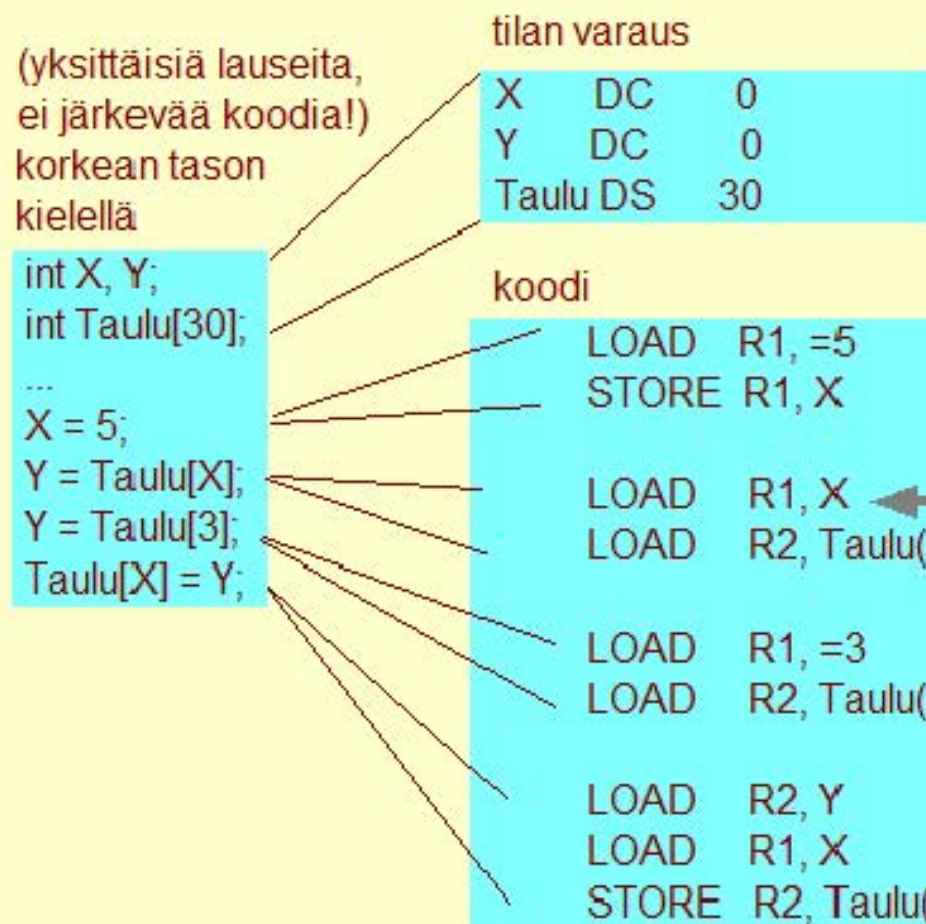 (yksittäisiä lauseita,
ei järkevää koodia!)
korkean tason
kielellä
int X, Y;
int Taulu[30];
...
X = 5;
Y = Taulu[X];
Y = Taulu[3];
Taulu[X] = Y;
tilan varaus
X DC 0
Y DC 0
Taulu DS 30
koodi
LOAD R1, =5
STORE R1, X
LOAD R1, X
LOAD R2, Taulu(
LOAD R1, =3
LOAD R2, Taulu(
LOAD R2, Y
LOAD R1, X
STORE R2, Taulu(